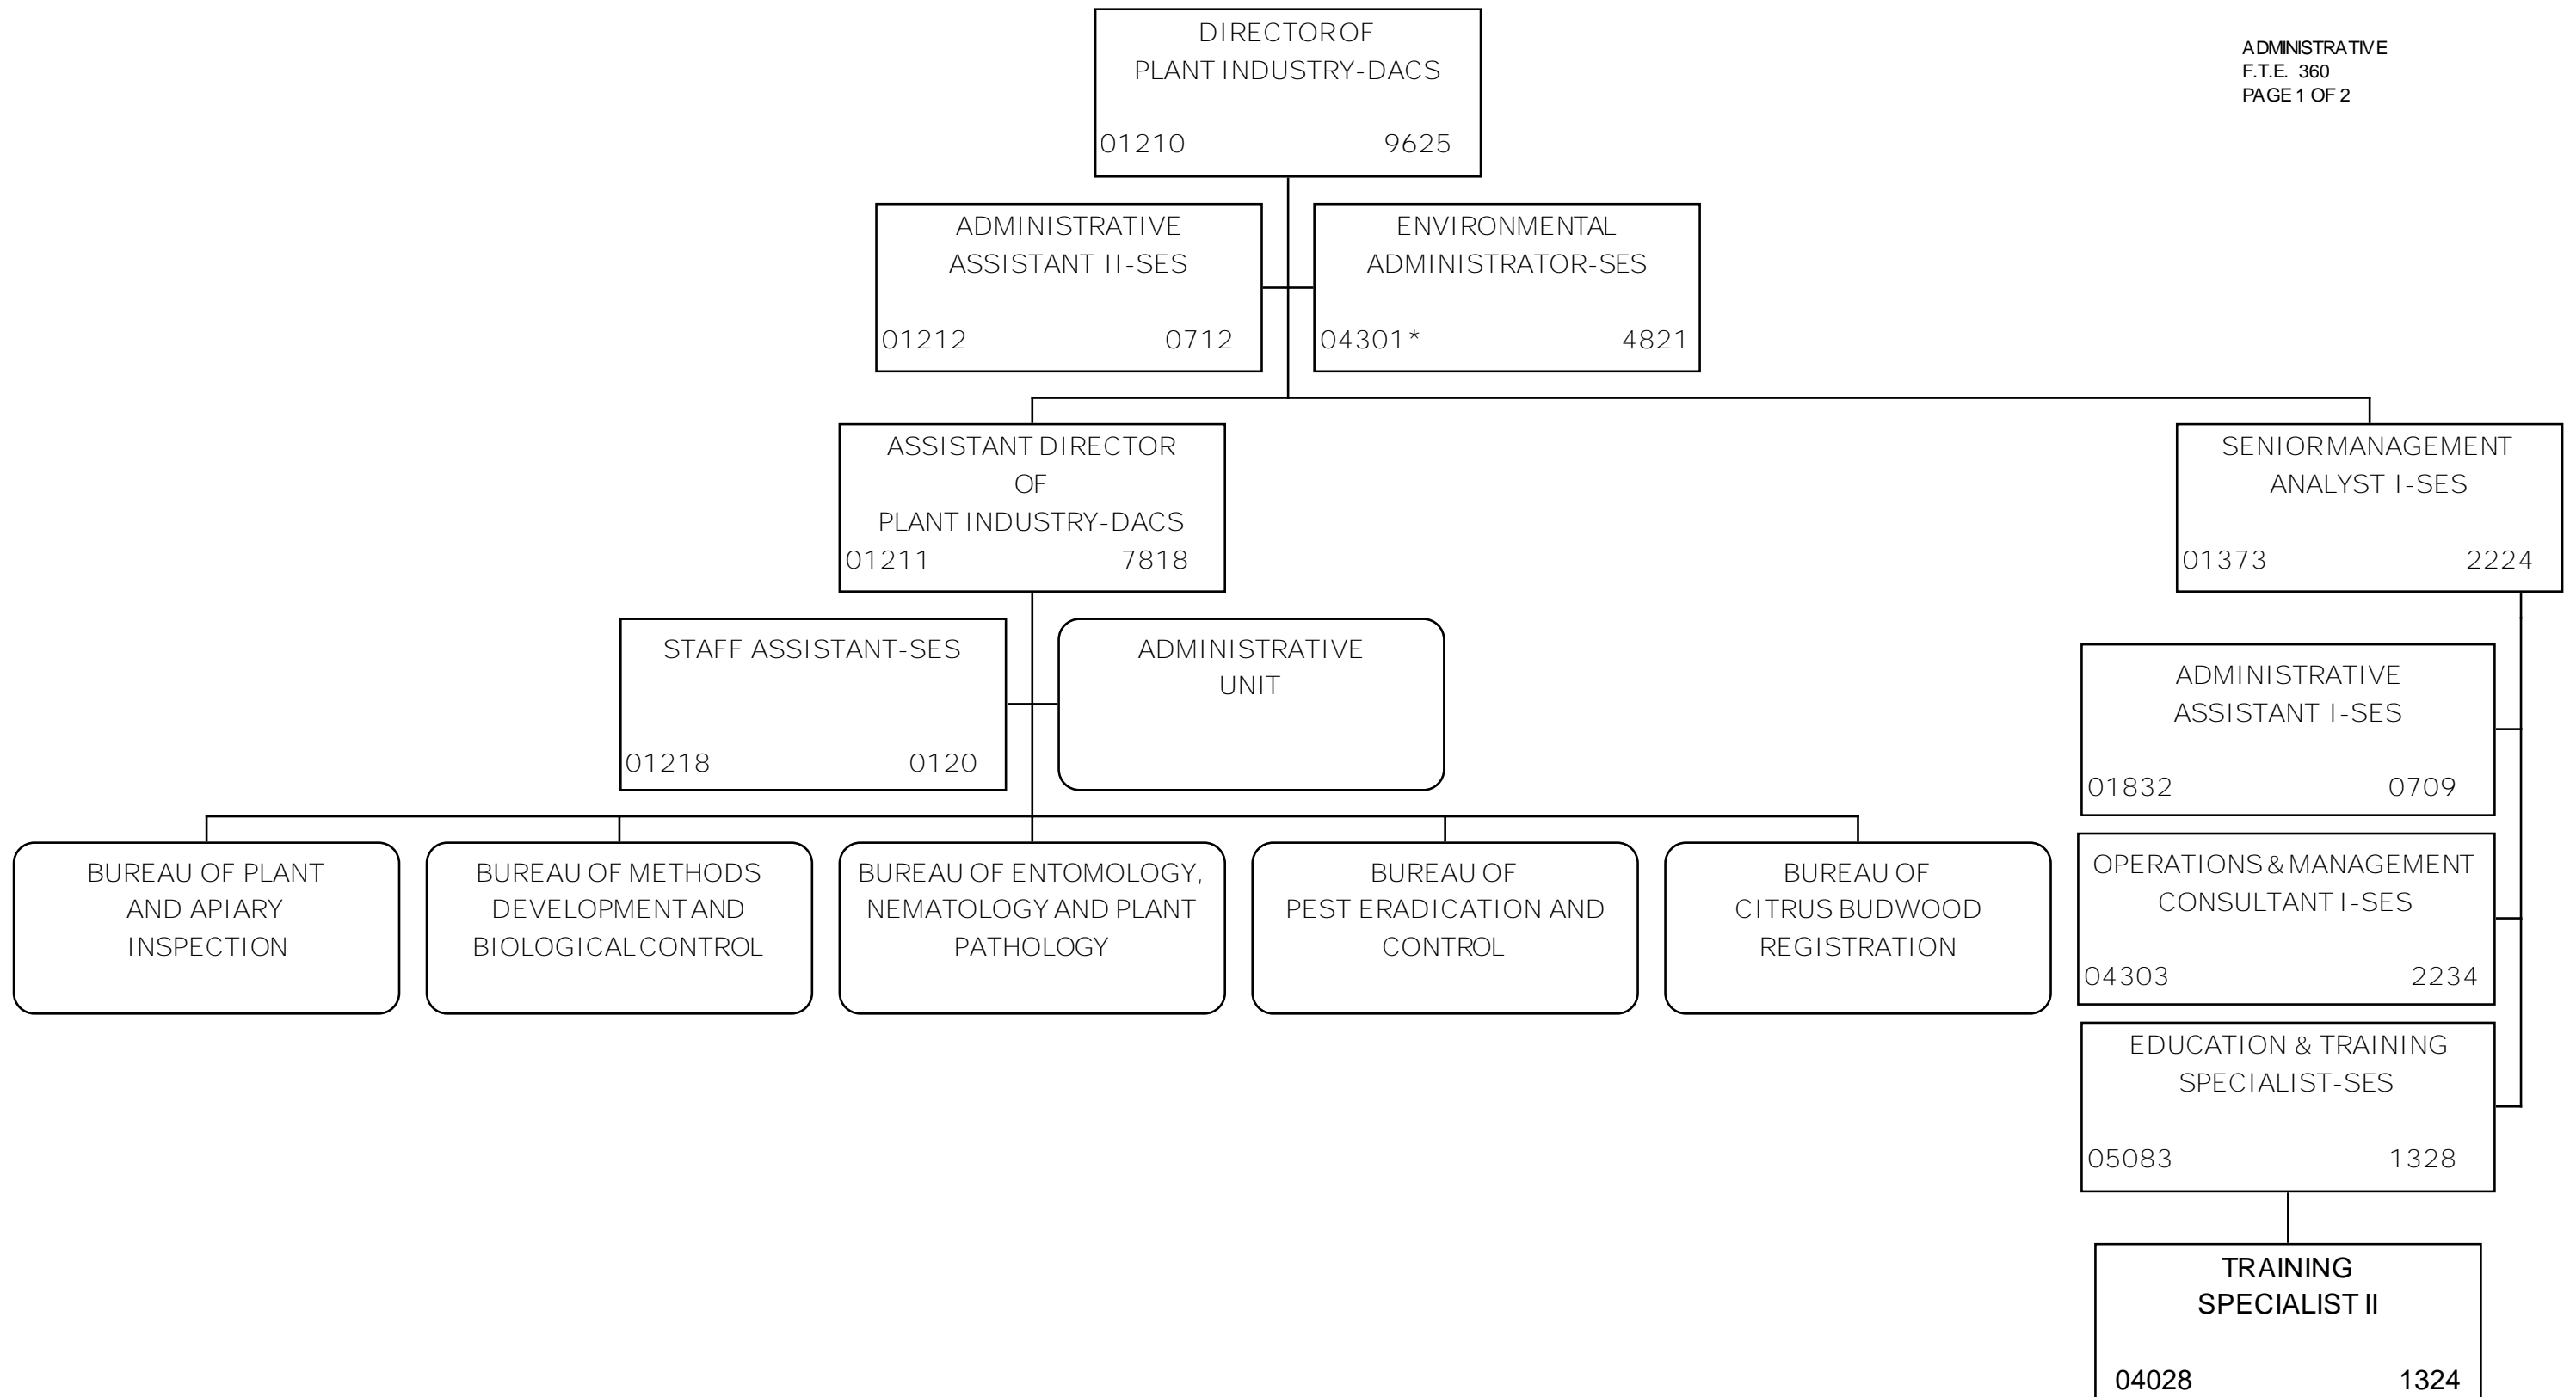 DIRECTOR OF
PLANT INDUSTRY-DACS
01210 9625
ADMINISTRATIVE
F.T.E. 360
PAGE 1 OF 2
ADMINISTRATIVE
ASSISTANT II-SES
01212 0712
ENVIRONMENTAL
ADMINISTRATOR-SES
04301* 4821
ASSISTANT DIRECTOR
OF
PLANT INDUSTRY-DACS
01211 7818
SENIOR MANAGEMENT
ANALYST I-SES
01373 2224
STAFF ASSISTANT-SES
01218 0120
ADMINISTRATIVE
UNIT
ADMINISTRATIVE
ASSISTANT I-SES
01832 0709
BUREAU OF PLANT
AND APIARY
INSPECTION
BUREAU OF METHODS
DEVELOPMENT AND
BIOLOGICAL CONTROL
BUREAU OF ENTOMOLOGY,
NEMATOLOGY AND PLANT
PATHOLOGY
BUREAU OF
PEST ERADICATION AND
CONTROL
BUREAU OF
CITRUS BUDWOOD
REGISTRATION
OPERATIONS & MANAGEMENT
CONSULTANT I-SES
04303 2234
EDUCATION & TRAINING
SPECIALIST-SES
05083 1328
TRAINING
SPECIALIST II
04028 1324